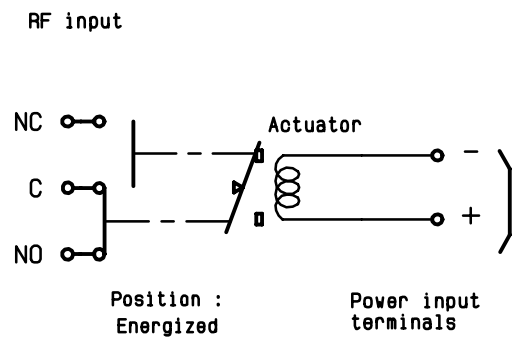 RF input
NC
Actuator
−
C
+
NO
Position :
Energized
Power input
terminals